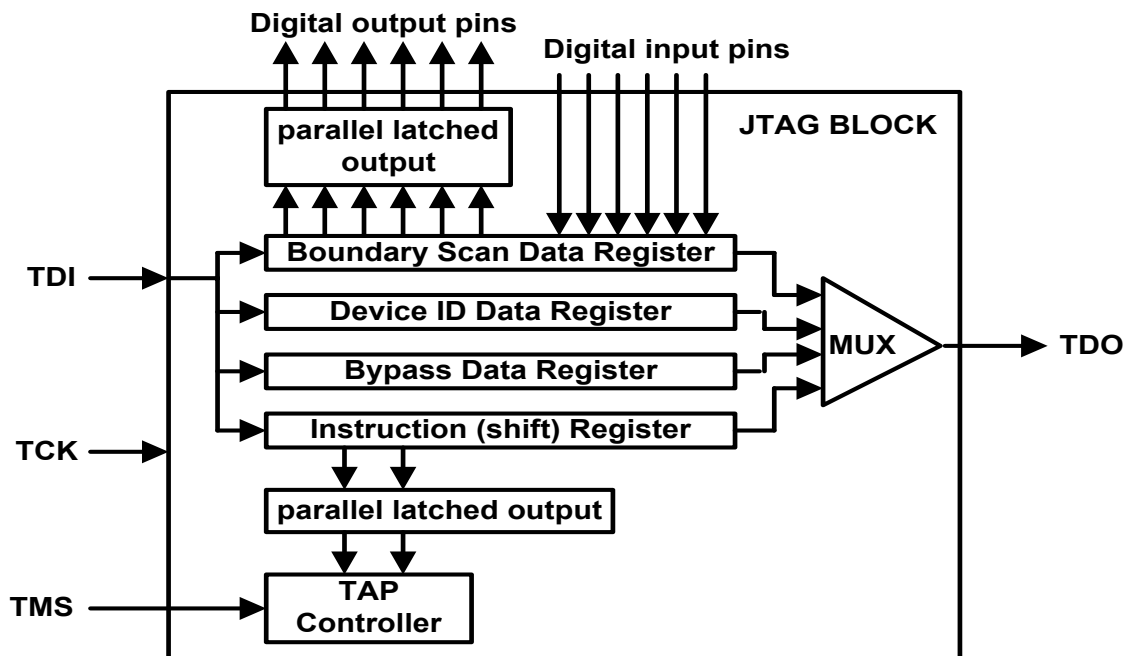 Digital output pins
Digital input pins
JTAG BLOCK
parallel latched
output
Boundary Scan Data Register
TDI
Device ID Data Register
MUX
TDO
Bypass Data Register
Instruction (shift) Register
TCK
parallel latched output
TAP
Controller
TMS